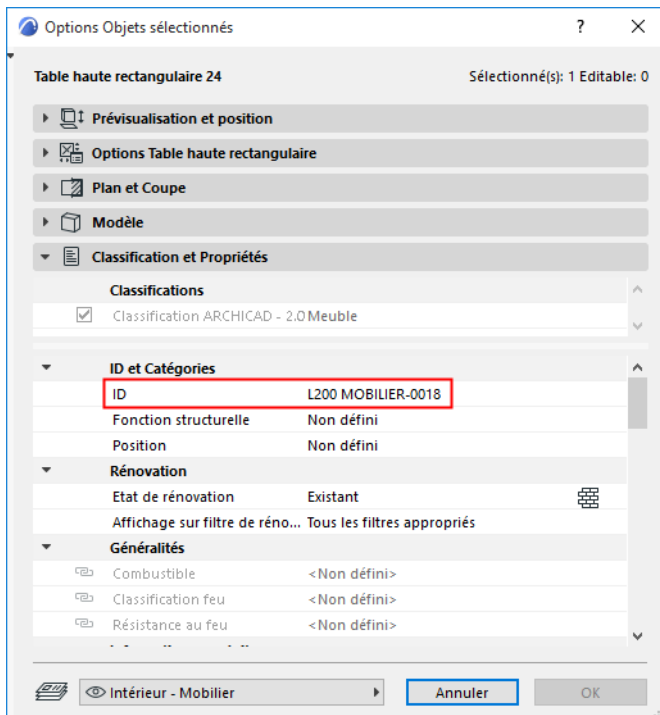 Options Objets sélectionnés ?
Table haute rectangulaire 24 Sélectionné(s): 1 Editable: 0
Prévisualisation et position
Options Table haute rectangulaire
Plan et Coupe
Modèle
Classification et Propriétés
Classifications
Classification ARCHICAD - 2.0 Meuble
ID et Catégories
ID L200 MOBILIER-0018
Fonction structurelle Non défini
Position Non défini
Rénovation
Etat de rénovation Existant
Affichage sur filtre de réno... Tous les filtres appropriés
Généralités
Combustible <Non défini>
Classification feu <Non défini>
Résistance au feu <Non défini>
Intérieur - Mobilier Annuler OK